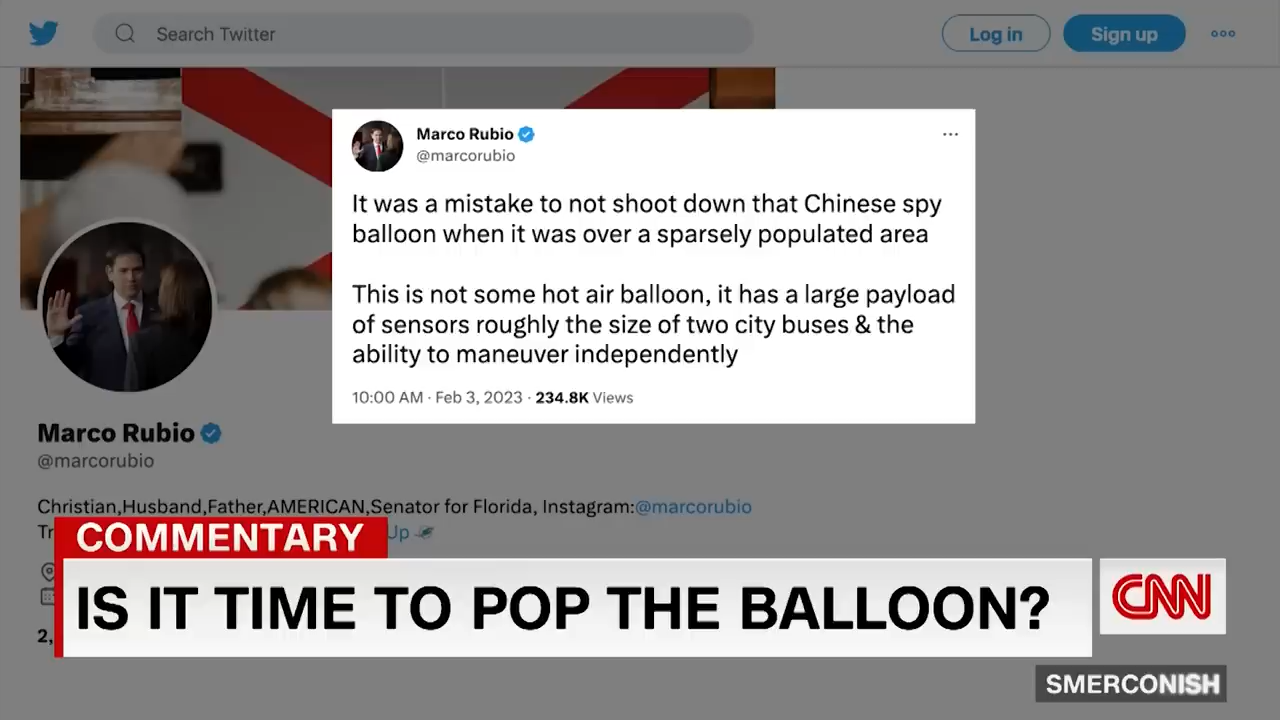 Search Twitter
Log in
Sign up
Marco Rubio
@marcorubio
It was a mistake to not shoot down that Chinese spy
balloon when it was over a sparsely populated area
This is not some hot air balloon, it has a large payload
of sensors roughly the size of two city buses & the
ability to maneuver independently
10:00 AM · Feb 3, 2023 · 234.8K Views
Marco Rubio
@marcorubio
Christian,Husband,Father,AMERICAN,Senator for Florida, Instagram:@marcorubio
COMMENTARY
IS IT TIME TO POP THE BALLOON?
CNN
SMERCONISH